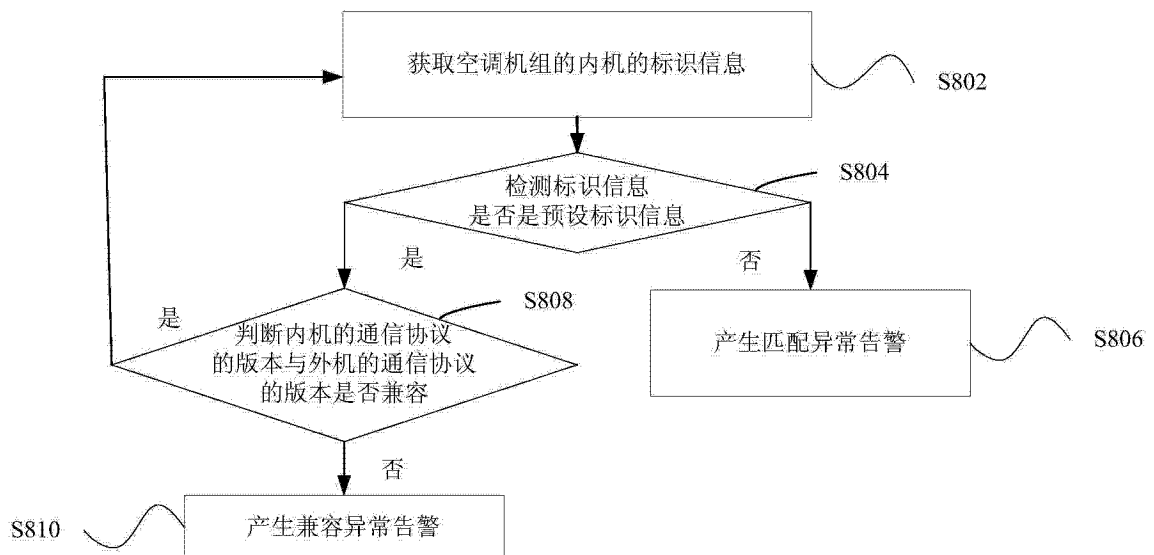 获取空调机组的内机的标识信息
S802
检测标识信息
是否是预设标识信息
S804
是
否
S808
是
判断内机的通信协议
的版本与外机的通信协议
的版本是否兼容
产生匹配异常告警
S806
否
S810
产生兼容异常告警